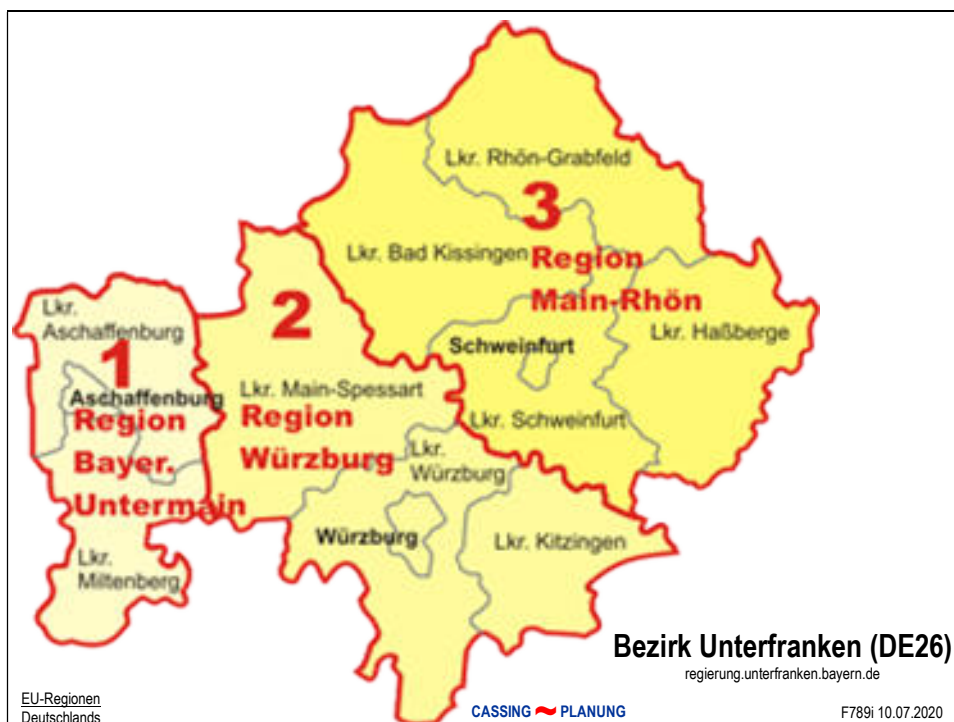 Lkr. Rhön-Grabfeld
3
Lkr. Bad Kissingen
Region
Main-Rhön
Lkr. Haßberge
Schweinfurt
Lkr. Schweinfurt
2
Lkr. Main-Spessart
Region
Würzburg
Lkr.
Würzburg
Würzburg
Lkr. Kitzingen
Lkr.
Aschaffenburg
1
Aschaffenburg
Region
Bayer.
Untermain
Lkr.
Miltenberg
Bezirk Unterfranken (DE26)
regierung.unterfranken.bayern.de
EU-Regionen
Deutschlands
CASSING PLANUNG
F789i 10.07.2020